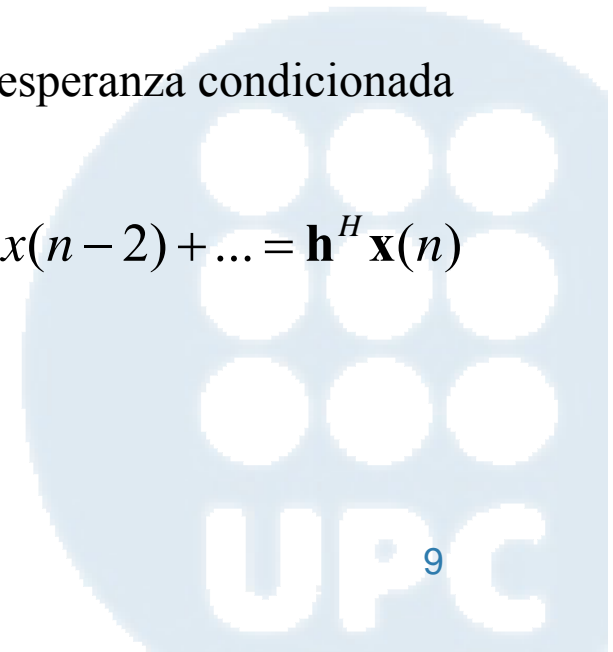 esperanza condicionada
x(n − 2) + ... = h^H x(n)
UPC
9